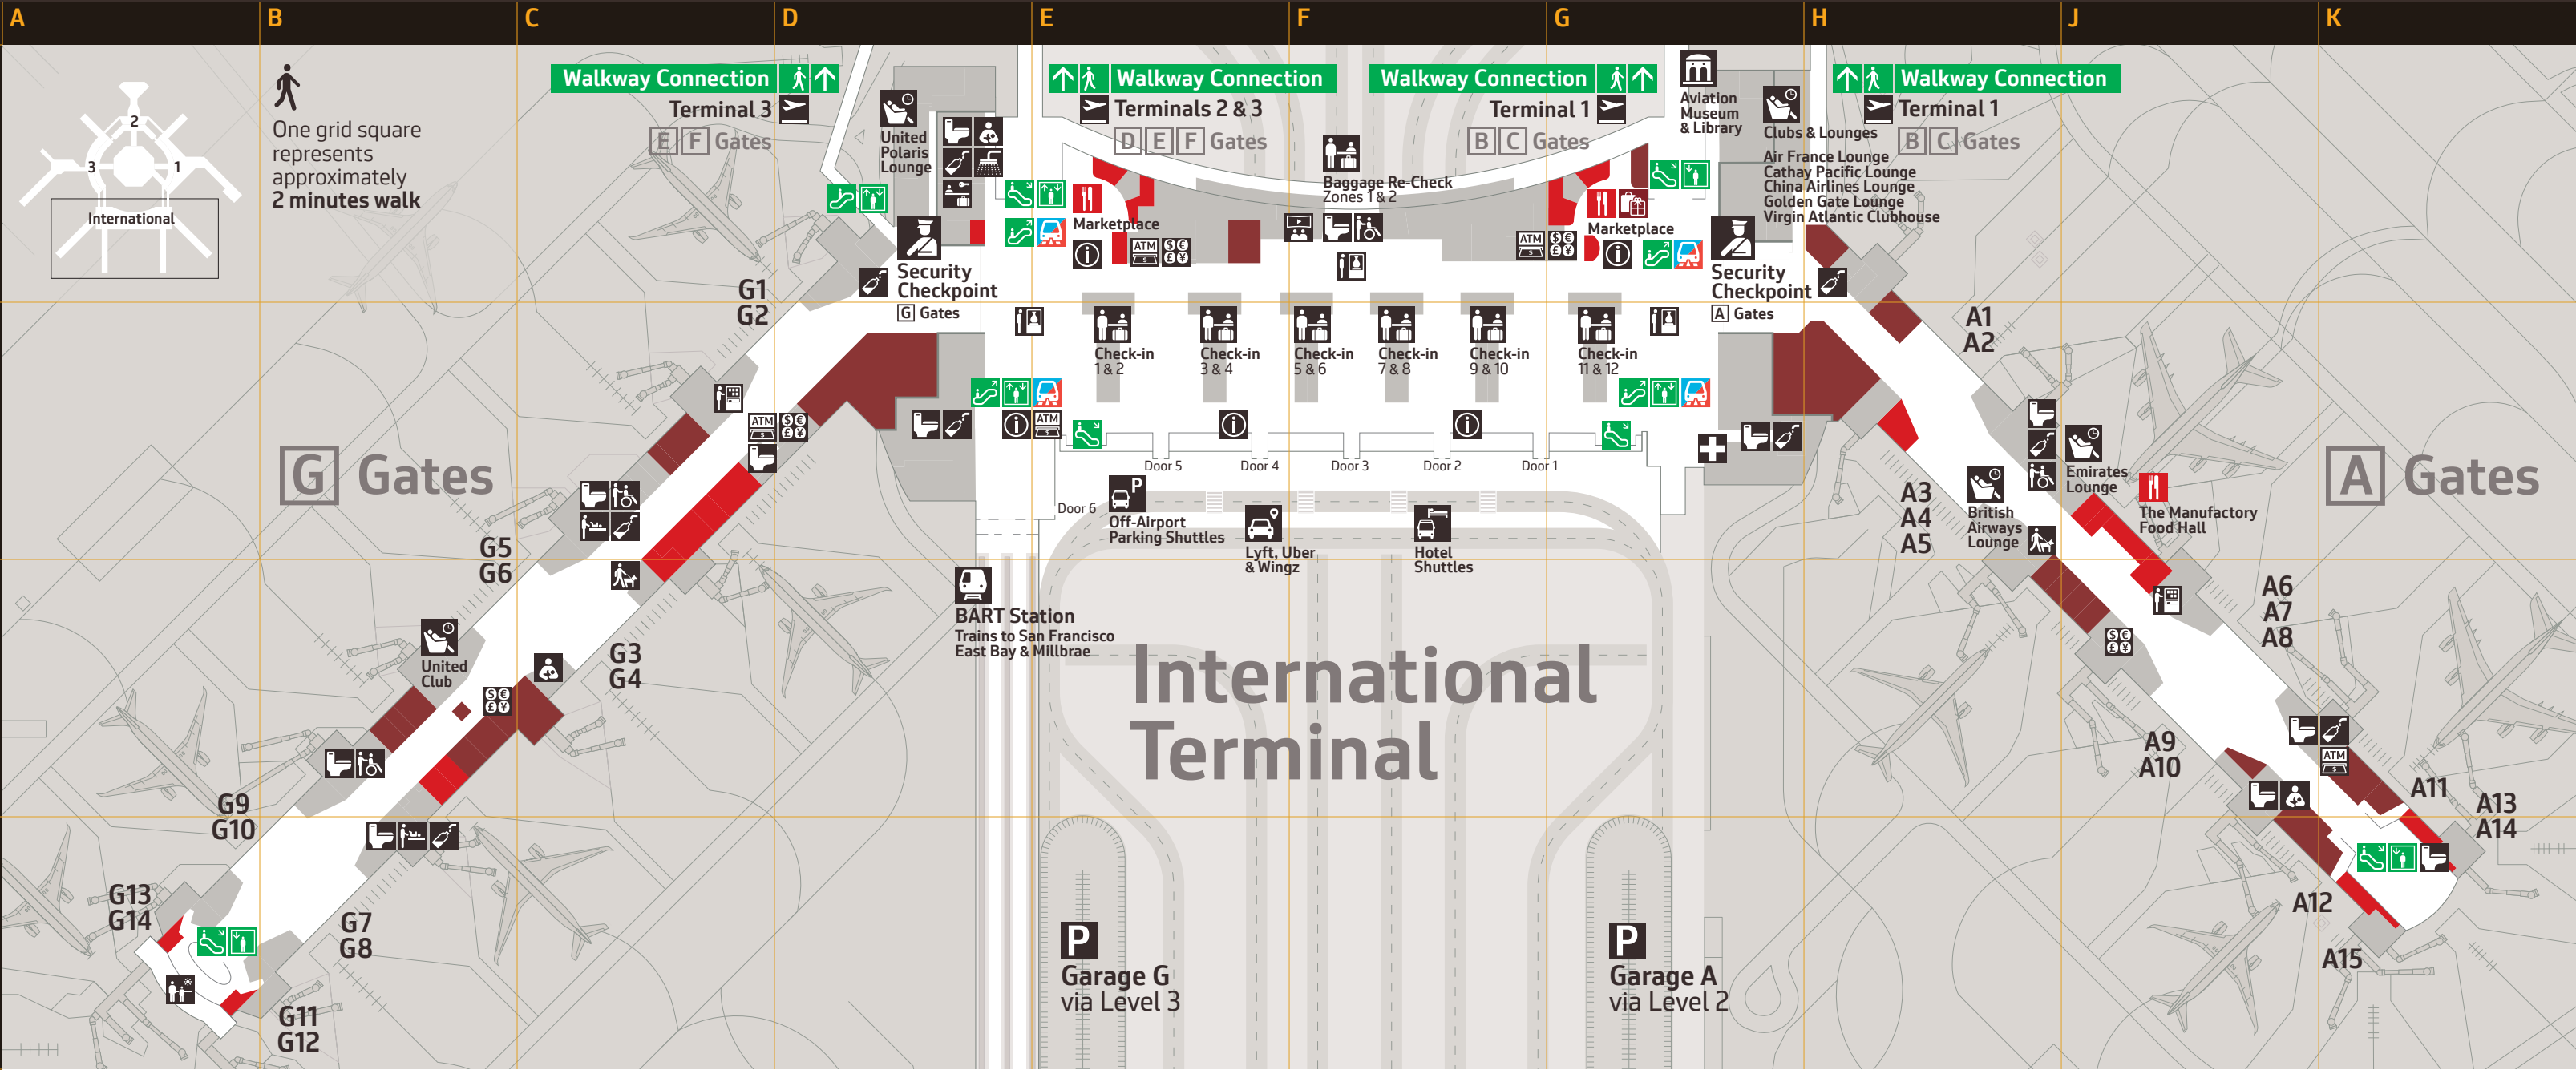 A B C D E F G H J K
2
3
1
International
One grid square
represents
approximately
2 minutes walk
Walkway Connection
Terminal 3
E F Gates
United
Polaris
Lounge
Walkway Connection
Terminals 2 & 3
D E F Gates
Walkway Connection
Terminal 1
B C Gates
Aviation
Museum
& Library
Walkway Connection
Terminal 1
B C Gates
Clubs & Lounges
Air France Lounge
Cathay Pacific Lounge
China Airlines Lounge
Golden Gate Lounge
Virgin Atlantic Clubhouse
Baggage Re-Check
Zones 1 & 2
Marketplace
ATM
$ €
£ ¥
Marketplace
ATM
$ €
£ ¥
Security
Checkpoint
G Gates
Security
Checkpoint
A Gates
G1
G2
A1
A2
Check-in
1 & 2
Check-in
3 & 4
Check-in
5 & 6
Check-in
7 & 8
Check-in
9 & 10
Check-in
11 & 12
ATM
$ €
£ ¥
ATM
G Gates
A Gates
Door 5
Door 4
Door 3
Door 2
Door 1
Door 6
P
Off-Airport
Parking Shuttles
Lyft, Uber
& Wingz
Hotel
Shuttles
Emirates
Lounge
The Manufactory
Food Hall
British
Airways
Lounge
A3
A4
A5
G5
G6
BART Station
Trains to San Francisco
East Bay & Millbrae
A6
A7
A8
$ €
£ ¥
United
Club
G3
G4
$ €
£ ¥
International
Terminal
A9
A10
ATM
A11
A13
A14
G9
G10
G13
G14
G7
G8
A12
A15
G11
G12
P
Garage G
via Level 3
P
Garage A
via Level 2